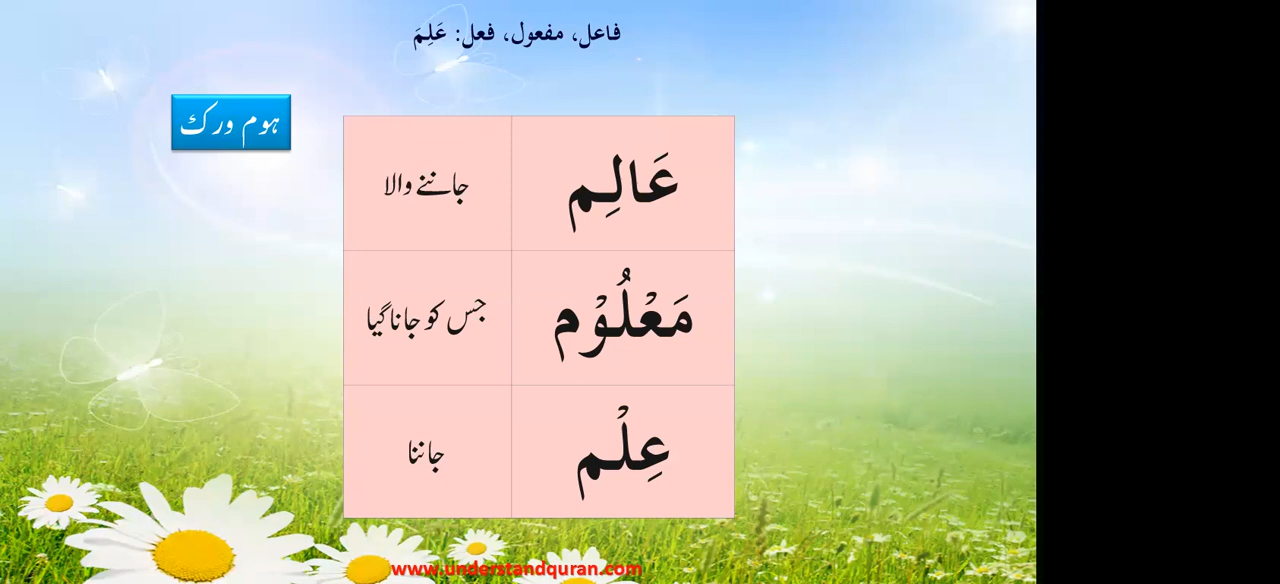 فاعل، مفعول، فعل: عَلِمَ
ہوم ورک
عَالِم
جاننے والا
مَعْلُوْم
جس کو جانا گیا
عِلْم
جاننا
www.understandquran.com